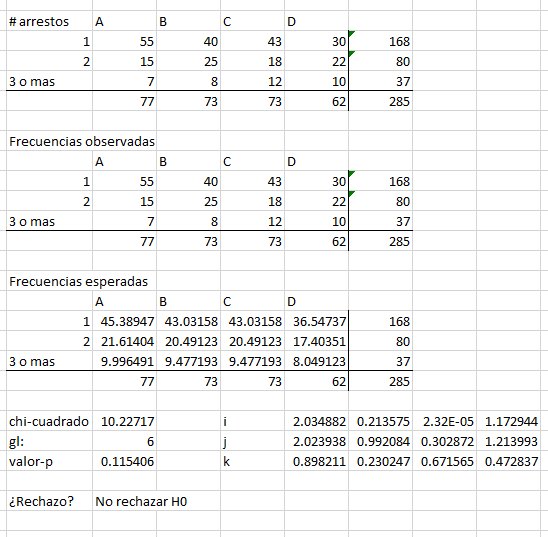 # arrestos A B C D
1 55 40 43 30 168
2 15 25 18 22 80
3 o mas 7 8 12 10 37
77 73 73 62 285
Frecuencias observadas
A B C D
1 55 40 43 30 168
2 15 25 18 22 80
3 o mas 7 8 12 10 37
77 73 73 62 285
Frecuencias esperadas
A B C D
1 45.38947 43.03158 43.03158 36.54737 168
2 21.61404 20.49123 20.49123 17.40351 80
3 o mas 9.996491 9.477193 9.477193 8.049123 37
77 73 73 62 285
chi-cuadrado 10.22717 i 2.034882 0.213575 2.32E-05 1.172944
gl: 6 j 2.023938 0.992084 0.302872 1.213993
valor-p 0.115406 k 0.898211 0.230247 0.671565 0.472837
¿Rechazo? No rechazar H0